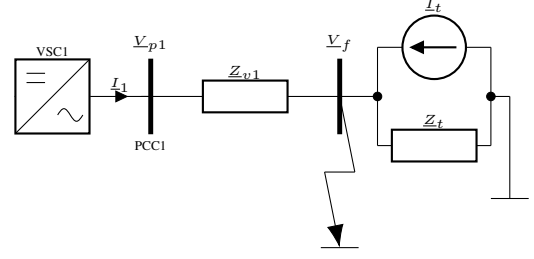 I_t
VSC1
V_p1
V_f
I_1
Z_v1
Z_t
PCC1